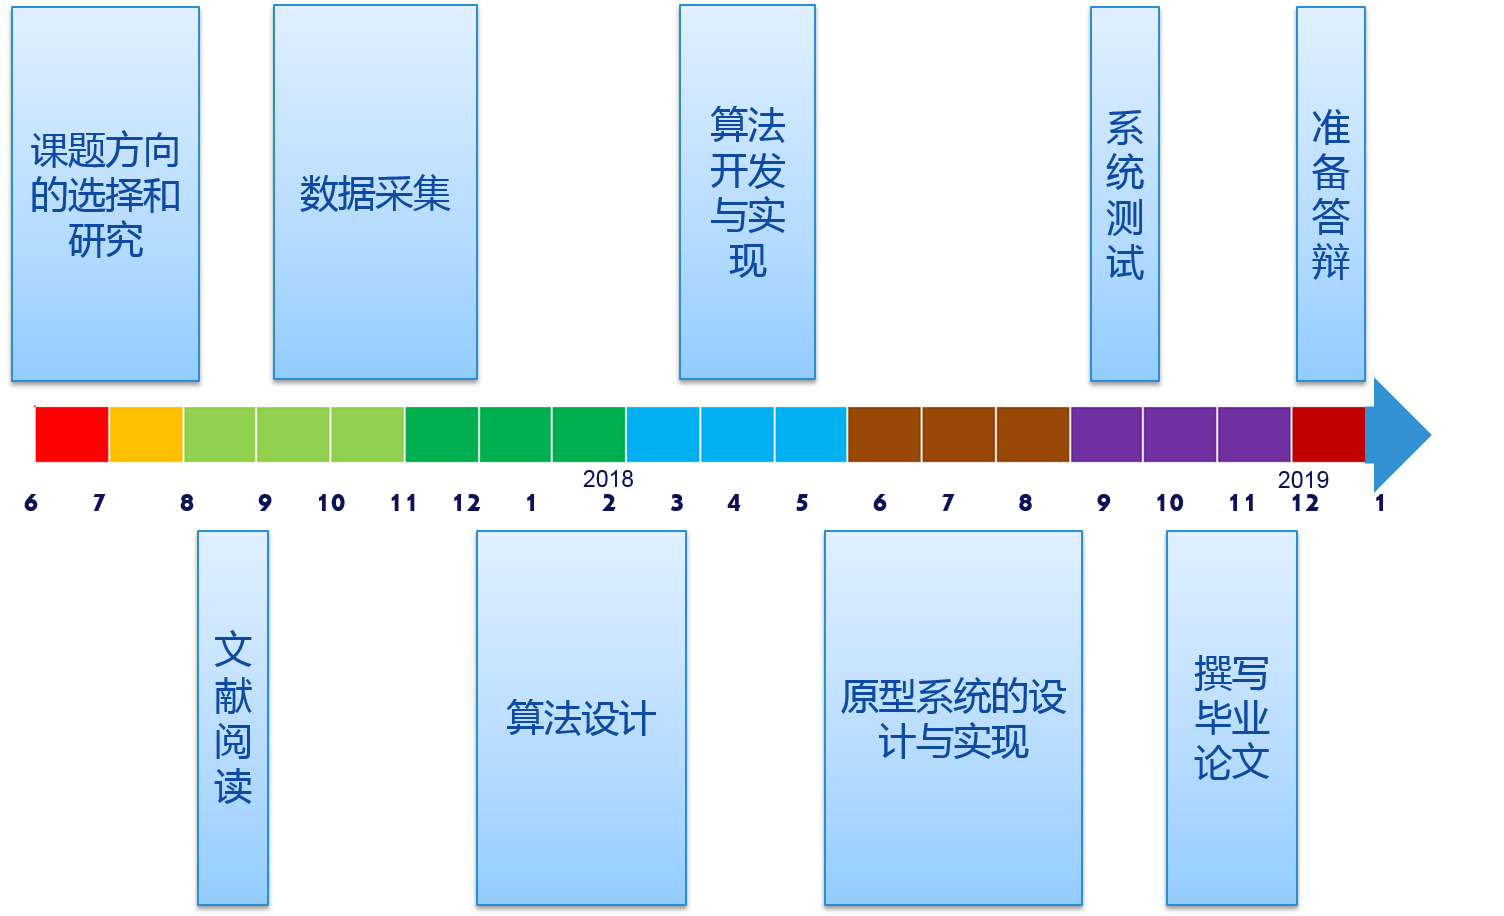 课题方向
的选择和
研究
数据采集
算法
开发
与实
现
系
统
测
试
准
备
答
辩
2018
2019
6 7 8 9 10 11 12 1 2 3 4 5 6 7 8 9 10 11 12 1
文
献
阅
读
算法设计
原型系统的设
计与实现
撰写
毕业
论文